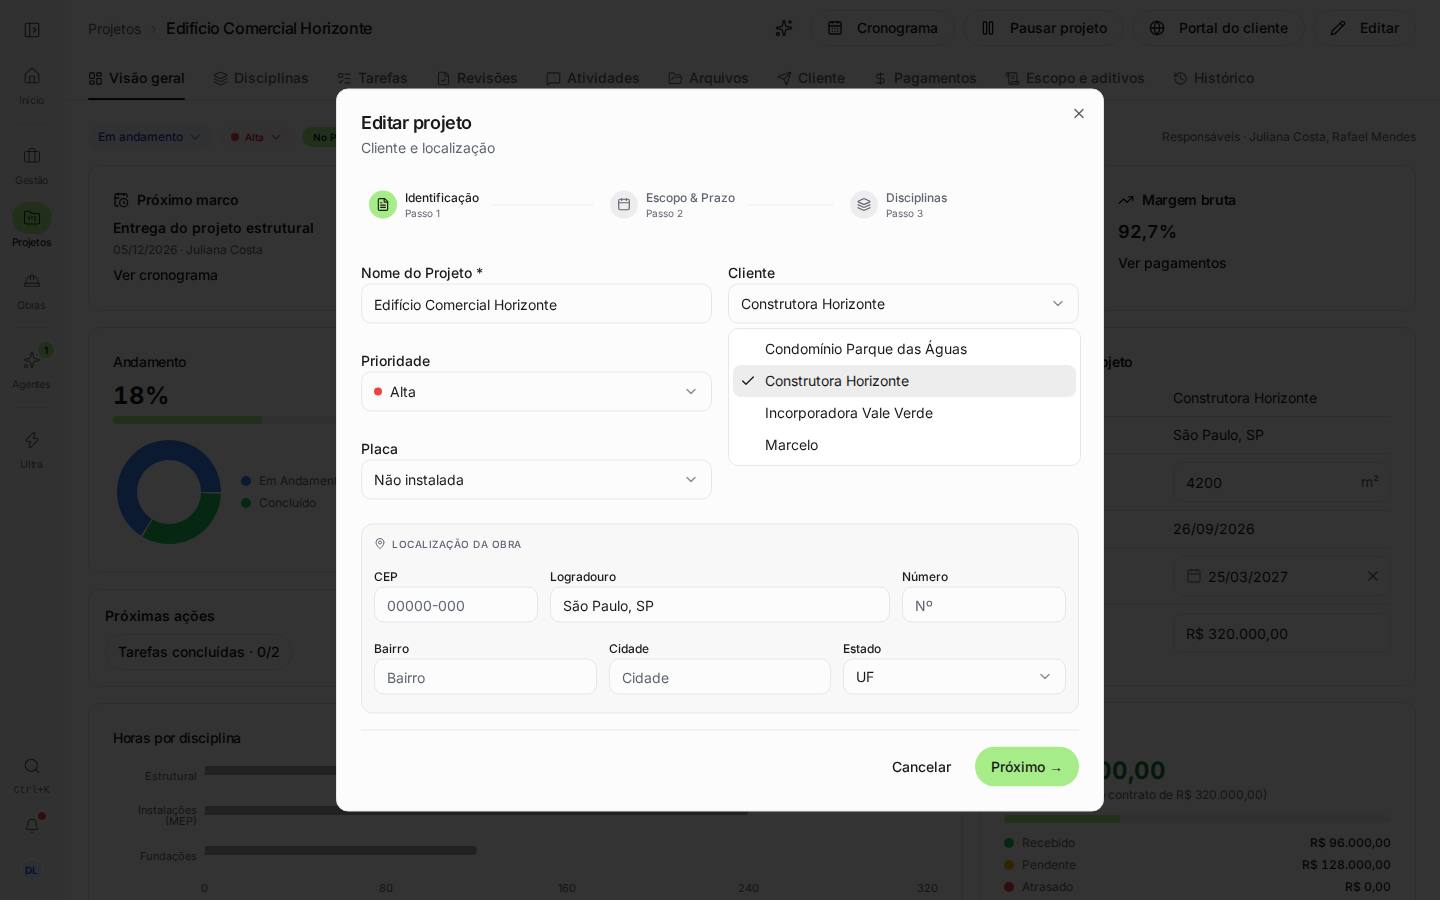 Projetos
Edifício Comercial Horizonte
Cronograma
Pausar projeto
Portal do cliente
Editar
Visão geral
Disciplinas
Tarefas
Revisões
Atividades
Arquivos
Cliente
Pagamentos
Escopo e aditivos
Histórico
Início
Gestão
Projetos
Obras
1
Agentes
Ultra
Ctrl+K
DL
Em andamento
Alta
No P
Responsáveis · Juliana Costa, Rafael Mendes
Próximo marco
Entrega do projeto estrutural
05/12/2026 · Juliana Costa
Ver cronograma
Margem bruta
92,7%
Ver pagamentos
Andamento
18%
Em Andament
Concluído
Próximas ações
Tarefas concluídas · 0/2
Horas por disciplina
Estrutural
Instalações
(MEP)
Fundações
0
80
160
240
320
ojeto
Construtora Horizonte
São Paulo, SP
4200
m²
26/09/2026
25/03/2027
R$ 320.000,00
00,00
contrato de R$ 320.000,00)
Recebido
R$ 96.000,00
Pendente
R$ 128.000,00
Atrasado
R$ 0,00
Editar projeto
Cliente e localização
Identificação
Passo 1
Escopo & Prazo
Passo 2
Disciplinas
Passo 3
Nome do Projeto *
Edifício Comercial Horizonte
Cliente
Construtora Horizonte
Condomínio Parque das Águas
Construtora Horizonte
Incorporadora Vale Verde
Marcelo
Prioridade
Alta
Placa
Não instalada
LOCALIZAÇÃO DA OBRA
CEP
00000-000
Logradouro
São Paulo, SP
Número
Nº
Bairro
Bairro
Cidade
Cidade
Estado
UF
Cancelar
Próximo →